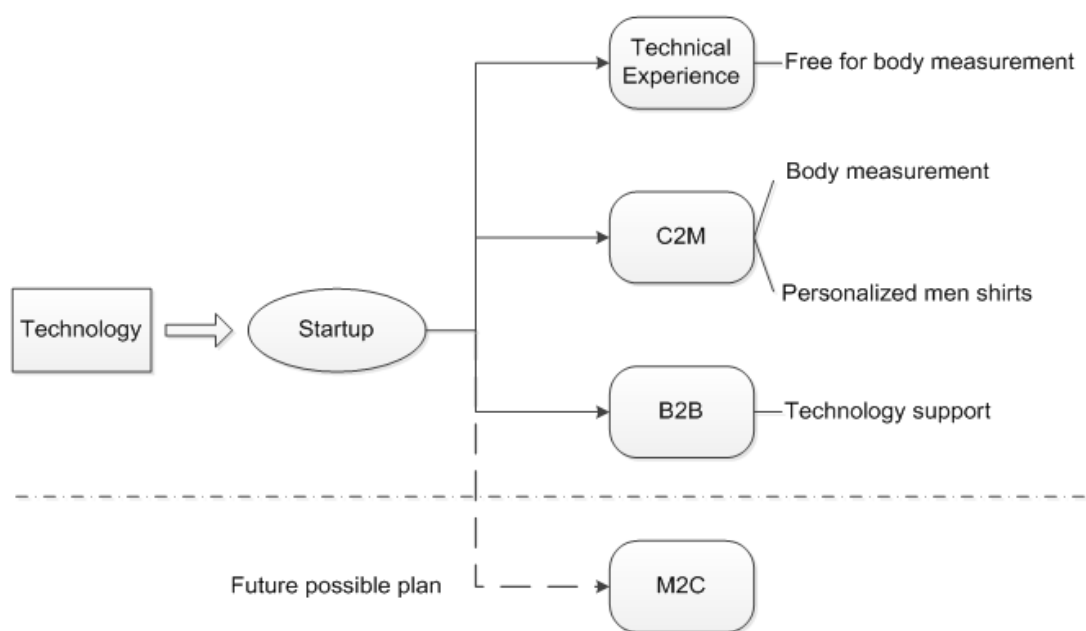 Technical
Experience
Free for body measurement
Body measurement
C2M
Personalized men shirts
Technology
Startup
B2B
Technology support
Future possible plan
M2C